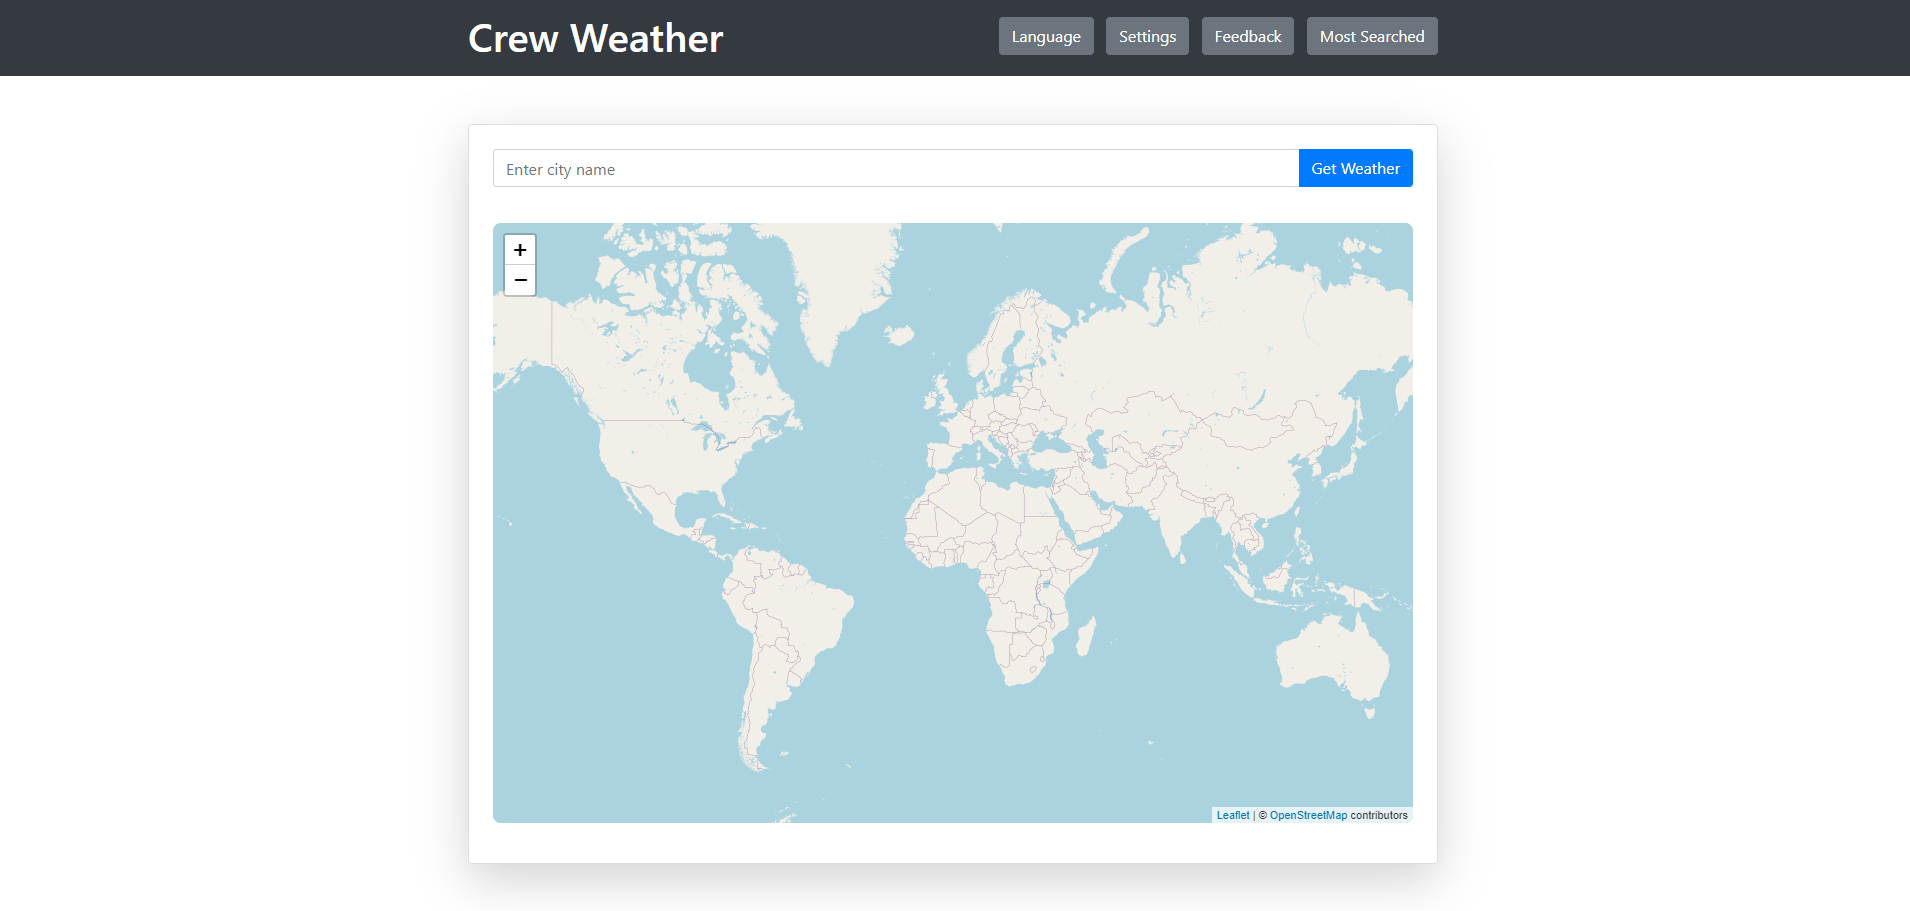 Crew Weather
Language
Settings
Feedback
Most Searched
Enter city name
Get Weather
+
−
Leaflet | © OpenStreetMap contributors